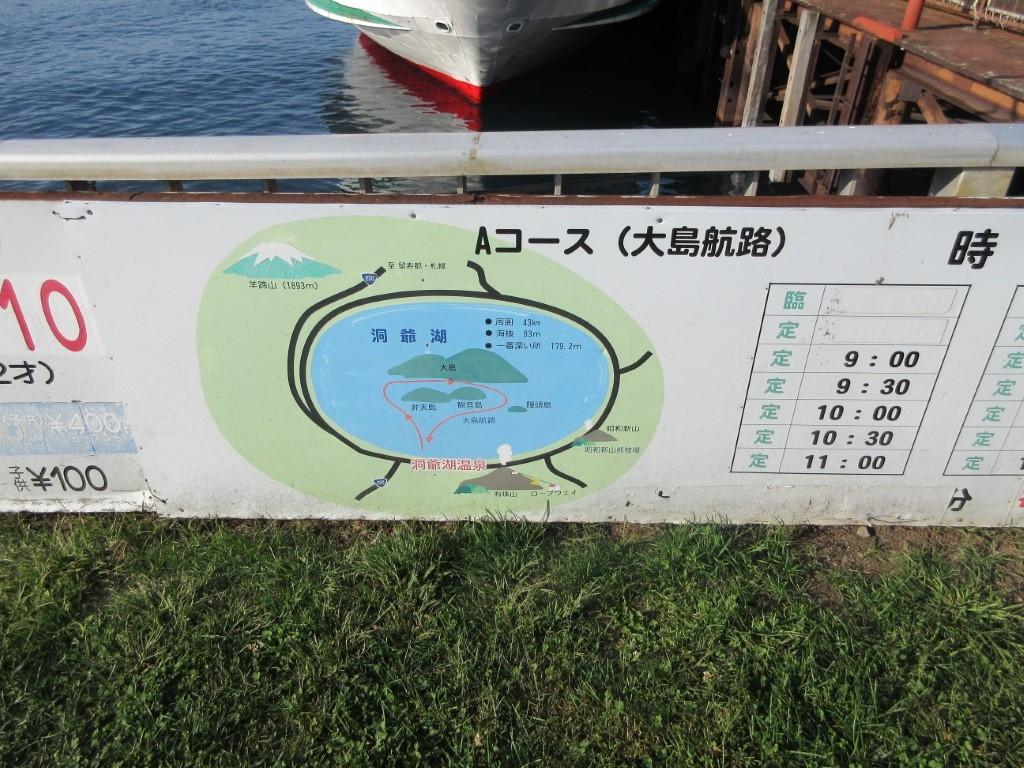 Aコース（大島航路）
時
10
2才）
¥400
子供 ¥100
至 留寿都・札幌
230
羊蹄山（1893m）
洞爺湖
●周囲 43km
●海抜 83m
●一番深い所 179.2m
大島
弁天島
観音島
饅頭島
大島航路
昭和新山
昭和新山熊牧場
洞爺湖温泉
230
有珠山
ロープウェイ
臨
定
定 9：00
定 9：30
定 10：00
定 10：30
定 11：00
定
定
定
定
分